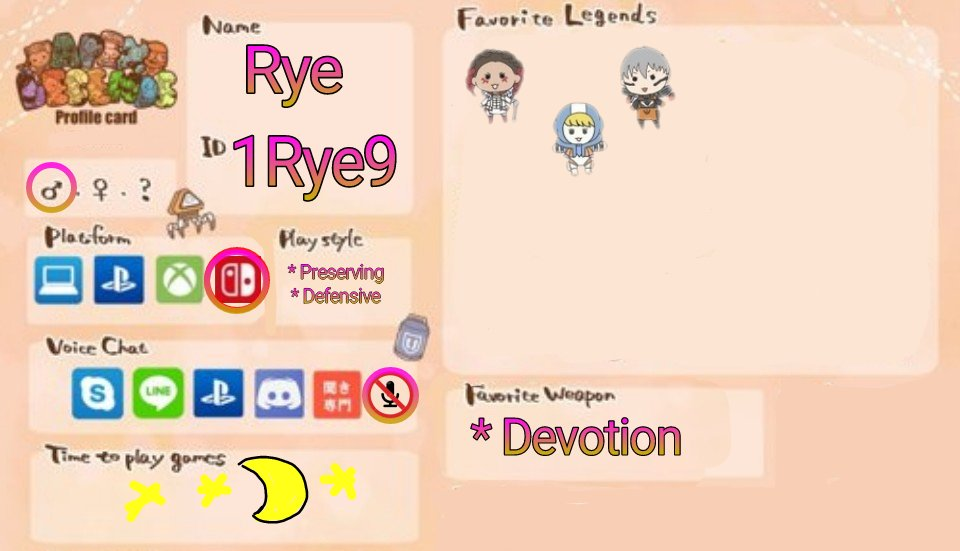 Name
Rye
Profile card
ID
1Rye9
♂ . ♀ . ?
Platform
Play style
* Preserving
* Defensive
Voice Chat
LINE
聞き
専門
Time to play games
Favorite Legends
Favorite Weapon
* Devotion